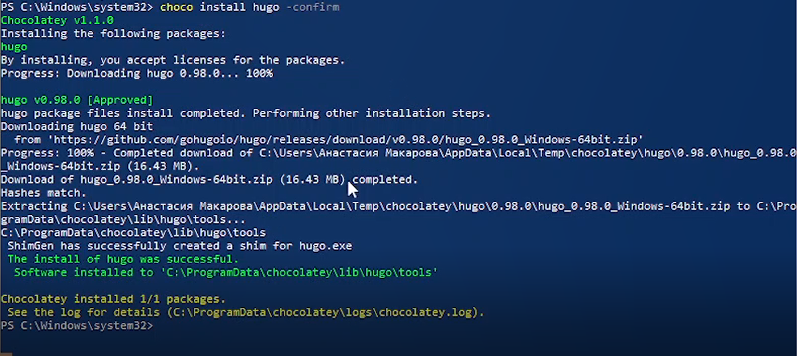 PS C:\Windows\system32> choco install hugo -confirm
Chocolatey v1.1.0
Installing the following packages:
hugo
By installing, you accept licenses for the packages.
Progress: Downloading hugo 0.98.0... 100%
hugo v0.98.0 [Approved]
hugo package files install completed. Performing other installation steps.
Downloading hugo 64 bit
from 'https://github.com/gohugoio/hugo/releases/download/v0.98.0/hugo_0.98.0_Windows-64bit.zip'
Progress: 100% - Completed download of C:\Users\Анастасия Макарова\AppData\Local\Temp\chocolatey\hugo\0.98.0\hugo_0.98.0
_Windows-64bit.zip (16.43 MB).
Download of hugo_0.98.0_Windows-64bit.zip (16.43 MB) completed.
Hashes match.
Extracting C:\Users\Анастасия Макарова\AppData\Local\Temp\chocolatey\hugo\0.98.0\hugo_0.98.0_Windows-64bit.zip to C:\Pro
gramData\chocolatey\lib\hugo\tools...
C:\ProgramData\chocolatey\lib\hugo\tools
ShimGen has successfully created a shim for hugo.exe
The install of hugo was successful.
Software installed to 'C:\ProgramData\chocolatey\lib\hugo\tools'
Chocolatey installed 1/1 packages.
See the log for details (C:\ProgramData\chocolatey\logs\chocolatey.log).
PS C:\Windows\system32>